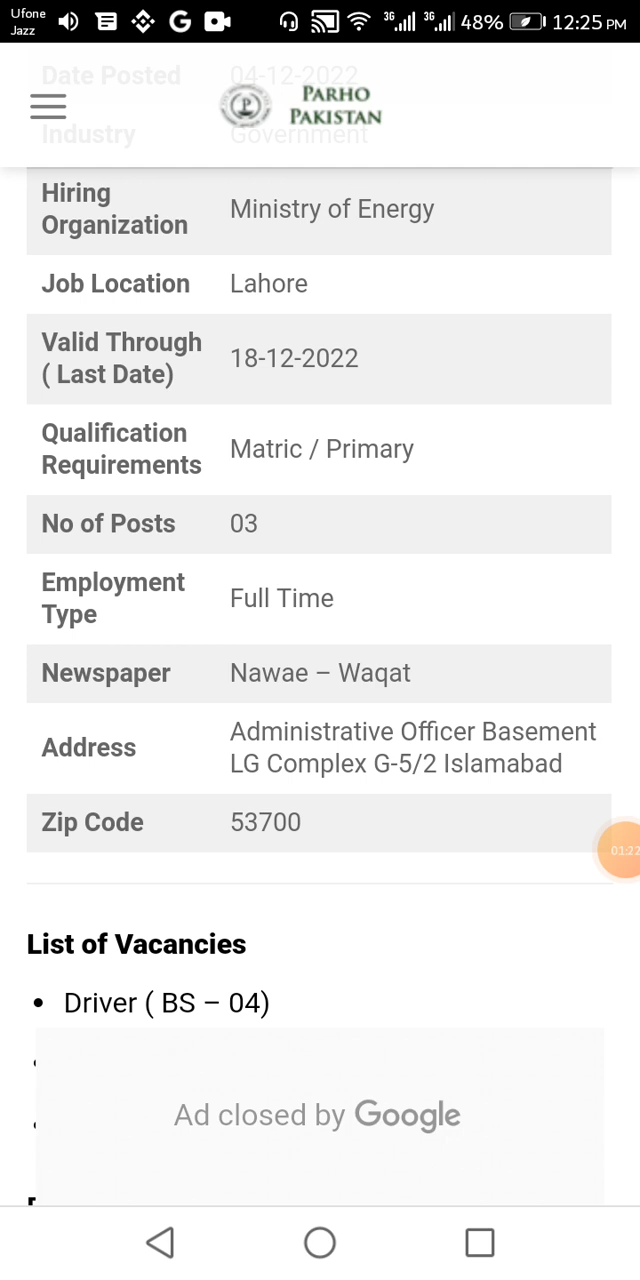 Ufone
Jazz
3G
3G
48%
12:25 PM
Date Posted 04-12-2022
PARHO
PAKISTAN
Industry Government
Hiring
Organization
Ministry of Energy
Job Location Lahore
Valid Through
( Last Date)
18-12-2022
Qualification
Requirements
Matric / Primary
No of Posts 03
Employment
Type
Full Time
Newspaper Nawae – Waqat
Address
Administrative Officer Basement
LG Complex G-5/2 Islamabad
Zip Code 53700
01:22
List of Vacancies
• Driver ( BS – 04)
Ad closed by Google